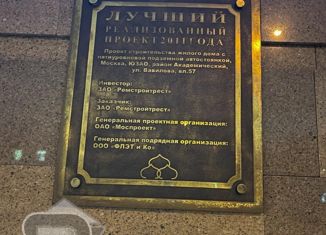 ЛУЧШИЙ
РЕАЛИЗОВАННЫЙ
ПРОЕКТ 2011 ГОДА
Проект строительства жилого дома с
пятиуровневой подземной автостоянкой,
Москва, ЮЗАО, район Академический,
ул. Вавилова, вл.57
Инвестор:
ЗАО «Ремстройтрест»
Заказчик:
ЗАО «Ремстройтрест»
Генеральная проектная организация:
ОАО «Моспроект»
Генеральная подрядная организация:
ООО «ФЛЭТ и Ко»